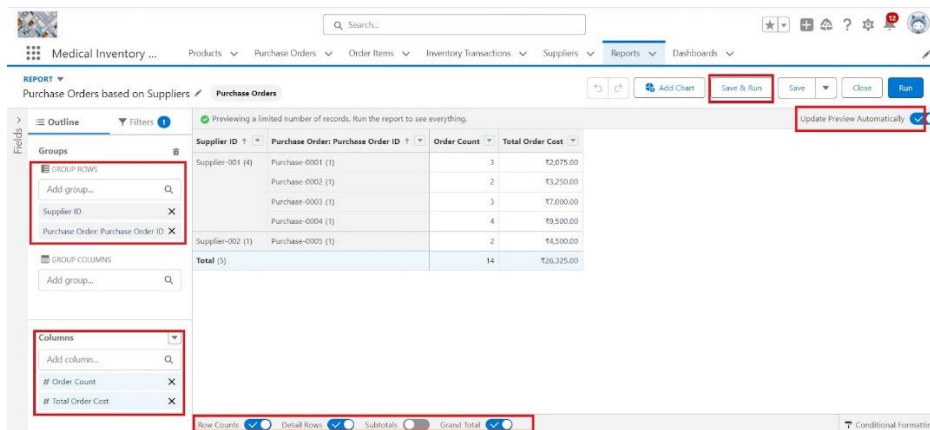 Search...
12
Medical Inventory ... Products Purchase Orders Order Items Inventory Transactions Suppliers Reports Dashboards
REPORT
Purchase Orders based on Suppliers Purchase Orders
Add Chart Save & Run Save Close Run
Fields
Outline Filters 1
Previewing a limited number of records. Run the report to see everything.
Update Preview Automatically
Groups
GROUP ROWS
Add group...
Supplier ID
Purchase Order: Purchase Order ID
GROUP COLUMNS
Add group...
Columns
Add column...
# Order Count
# Total Order Cost
Supplier ID ↑ Purchase Order: Purchase Order ID ↑ Order Count Total Order Cost
Supplier-001 (4) Purchase-0001 (1) 3 ₹2,075.00
Purchase-0002 (1) 2 ₹3,250.00
Purchase-0003 (1) 3 ₹7,000.00
Purchase-0004 (1) 4 ₹9,500.00
Supplier-002 (1) Purchase-0005 (1) 2 ₹4,500.00
Total (5) 14 ₹26,325.00
Row Counts Detail Rows Subtotals Grand Total
Conditional Formattin